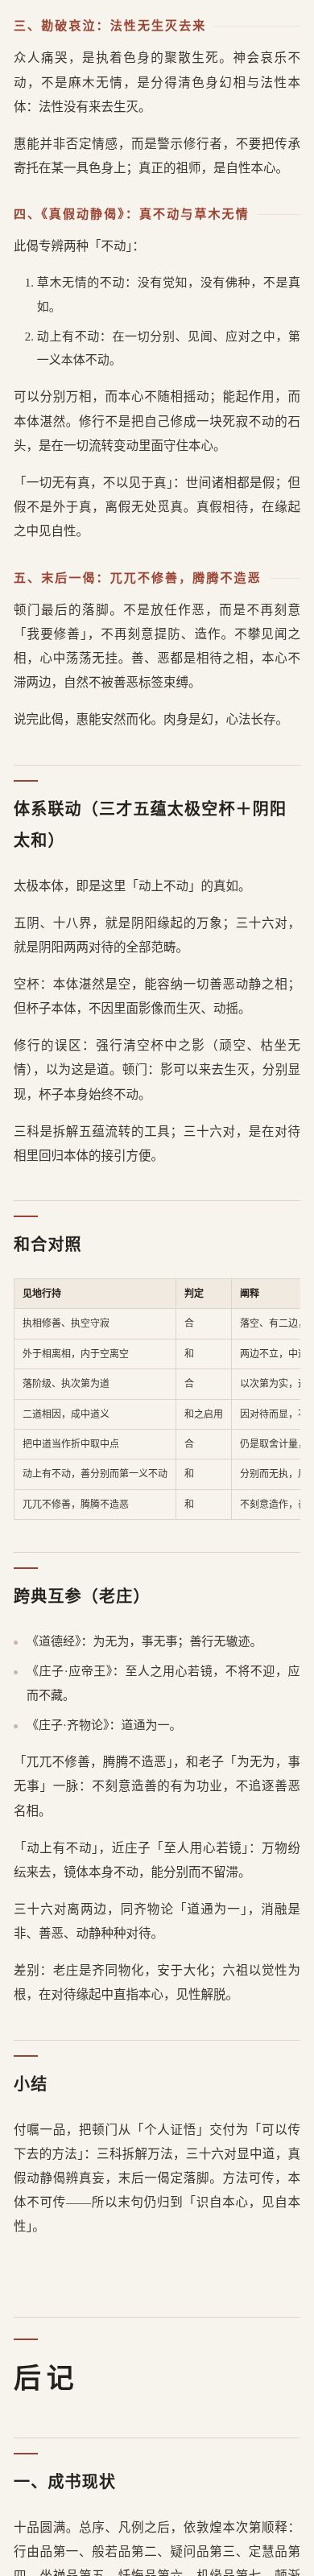 三、勘破哀泣：法性无生灭去来
众人痛哭，是执着色身的聚散生死。神会哀乐不
动，不是麻木无情，是分得清色身幻相与法性本
体：法性没有来去生灭。
惠能并非否定情感，而是警示修行者，不要把传承
寄托在某一具色身上；真正的祖师，是自性本心。
四、《真假动静偈》：真不动与草木无情
此偈专辨两种「不动」：
1. 草木无情的不动：没有觉知，没有佛种，不是真
如。
2. 动上有不动：在一切分别、见闻、应对之中，第
一义本体不动。
可以分别万相，而本心不随相摇动；能起作用，而
本体湛然。修行不是把自己修成一块死寂不动的石
头，是在一切流转变动里面守住本心。
「一切无有真，不以见于真」：世间诸相都是假；但
假不是外于真，离假无处觅真。真假相待，在缘起
之中见自性。
五、末后一偈：兀兀不修善，腾腾不造恶
顿门最后的落脚。不是放任作恶，而是不再刻意
「我要修善」，不再刻意提防、造作。不攀见闻之
相，心中荡荡无挂。善、恶都是相待之相，本心不
滞两边，自然不被善恶标签束缚。
说完此偈，惠能安然而化。肉身是幻，心法长存。
体系联动（三才五蕴太极空杯＋阴阳
太和）
太极本体，即是这里「动上不动」的真如。
五阴、十八界，就是阴阳缘起的万象；三十六对，
就是阴阳两两对待的全部范畴。
空杯：本体湛然是空，能容纳一切善恶动静之相；
但杯子本体，不因里面影像而生灭、动摇。
修行的误区：强行清空杯中之影（顽空、枯坐无
情），以为这是道。顿门：影可以来去生灭，分别显
现，杯子本身始终不动。
三科是拆解五蕴流转的工具；三十六对，是在对待
相里回归本体的接引方便。
和合对照
见地行持 判定 阐释
执相修善、执空守寂 合 落空、有二边，
外于相离相，内于空离空 和 两边不立，中
落阶级、执次第为道 合 以次第为实，
二道相因，成中道义 和之启用 因对待而显，
把中道当作折中取中点 合 仍是取舍计量，
动上有不动，善分别而第一义不动 和 分别而无执，
兀兀不修善，腾腾不造恶 和 不刻意造作，
跨典互参（老庄）
《道德经》：为无为，事无事；善行无辙迹。
《庄子·应帝王》：至人之用心若镜，不将不迎，应
而不藏。
《庄子·齐物论》：道通为一。
「兀兀不修善，腾腾不造恶」，和老子「为无为，事
无事」一脉：不刻意造善的有为功业，不追逐善恶
名相。
「动上有不动」，近庄子「至人用心若镜」：万物纷
纭来去，镜体本身不动，能分别而不留滞。
三十六对离两边，同齐物论「道通为一」，消融是
非、善恶、动静种种对待。
差别：老庄是齐同物化，安于大化；六祖以觉性为
根，在对待缘起中直指本心，见性解脱。
小结
付嘱一品，把顿门从「个人证悟」交付为「可以传
下去的方法」：三科拆解万法，三十六对显中道，真
假动静偈辨真妄，末后一偈定落脚。方法可传，本
体不可传——所以末句仍归到「识自本心，见自本
性」。
后记
一、成书现状
十品圆满。总序、凡例之后，依敦煌本次第顺释：
行由品第一、般若品第二、疑问品第三、定慧品第